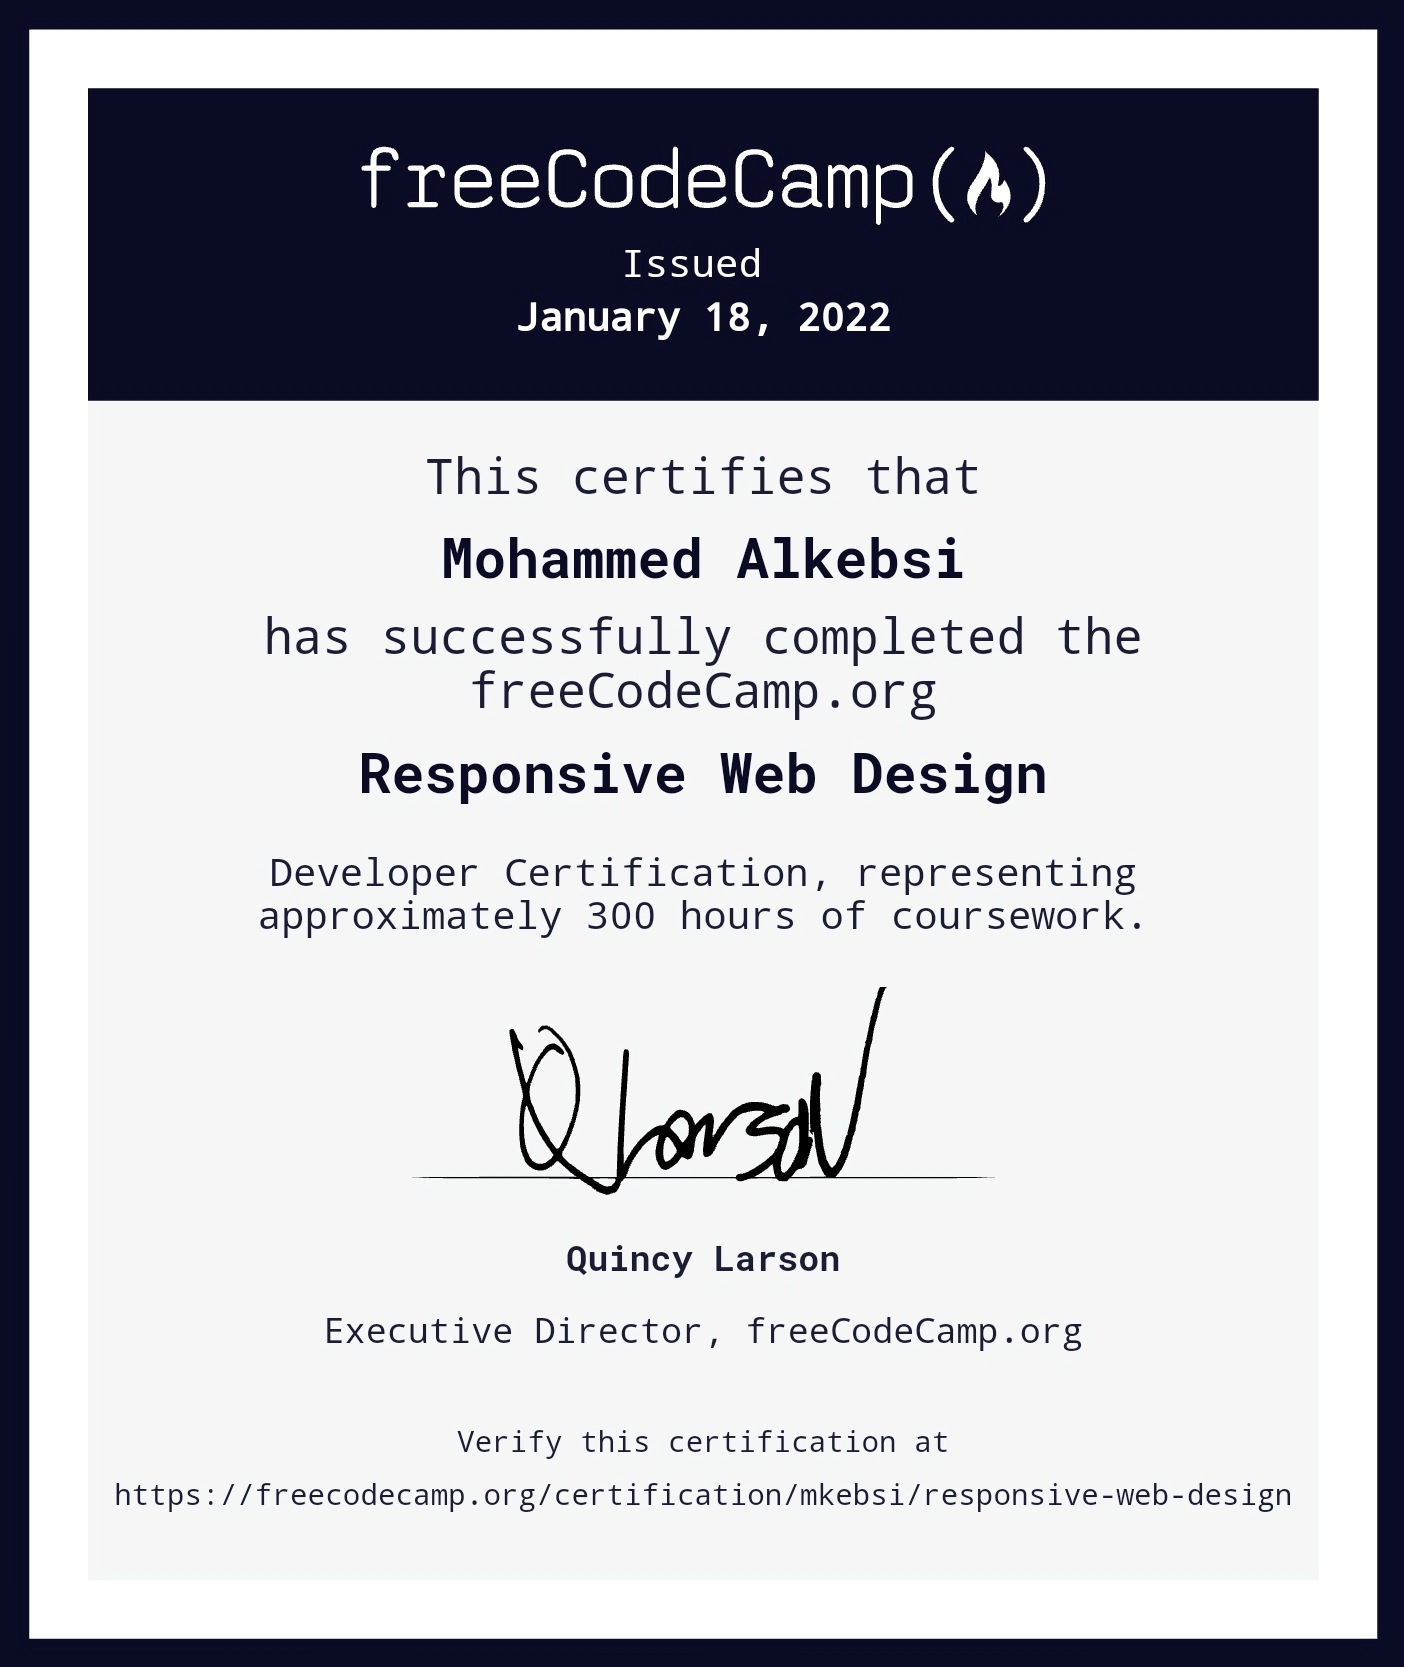 freeCodeCamp
Issued
January 18, 2022
This certifies that
Mohammed Alkebsi
has successfully completed the
freeCodeCamp.org
Responsive Web Design
Developer Certification, representing
approximately 300 hours of coursework.
Q Larson
Quincy Larson
Executive Director, freeCodeCamp.org
Verify this certification at
https://freecodecamp.org/certification/mkebsi/responsive-web-design